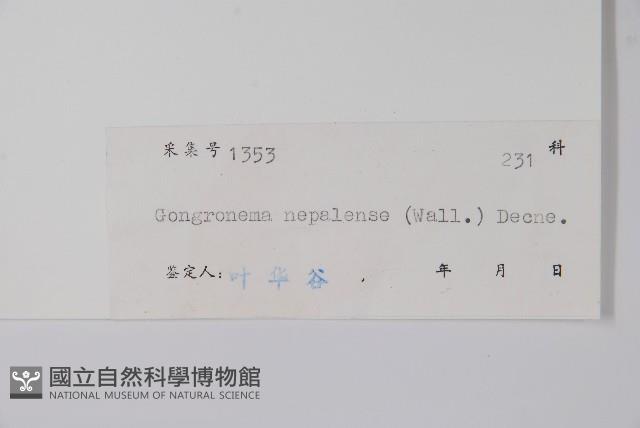 采集号 1353 231 科
Gongronema nepalense (Wall.) Decne.
鉴定人: 叶华谷 , 年 月 日
國立自然科學博物館
NATIONAL MUSEUM OF NATURAL SCIENCE